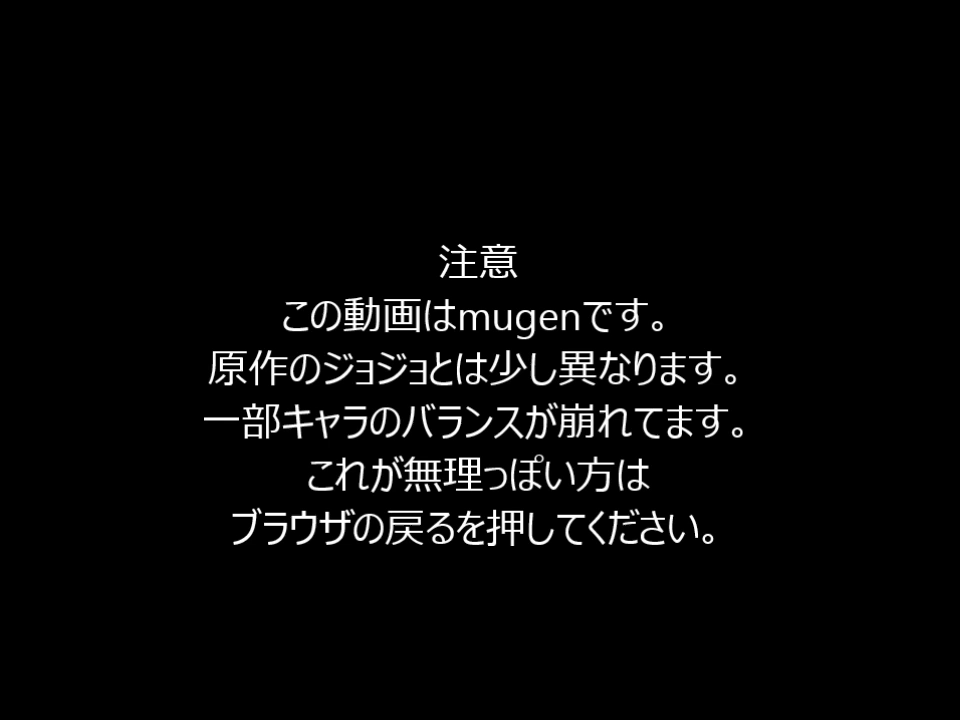 注意
この動画はmugenです。
原作のジョジョとは少し異なります。
一部キャラのバランスが崩れてます。
これが無理っぽい方は
ブラウザの戻るを押してください。